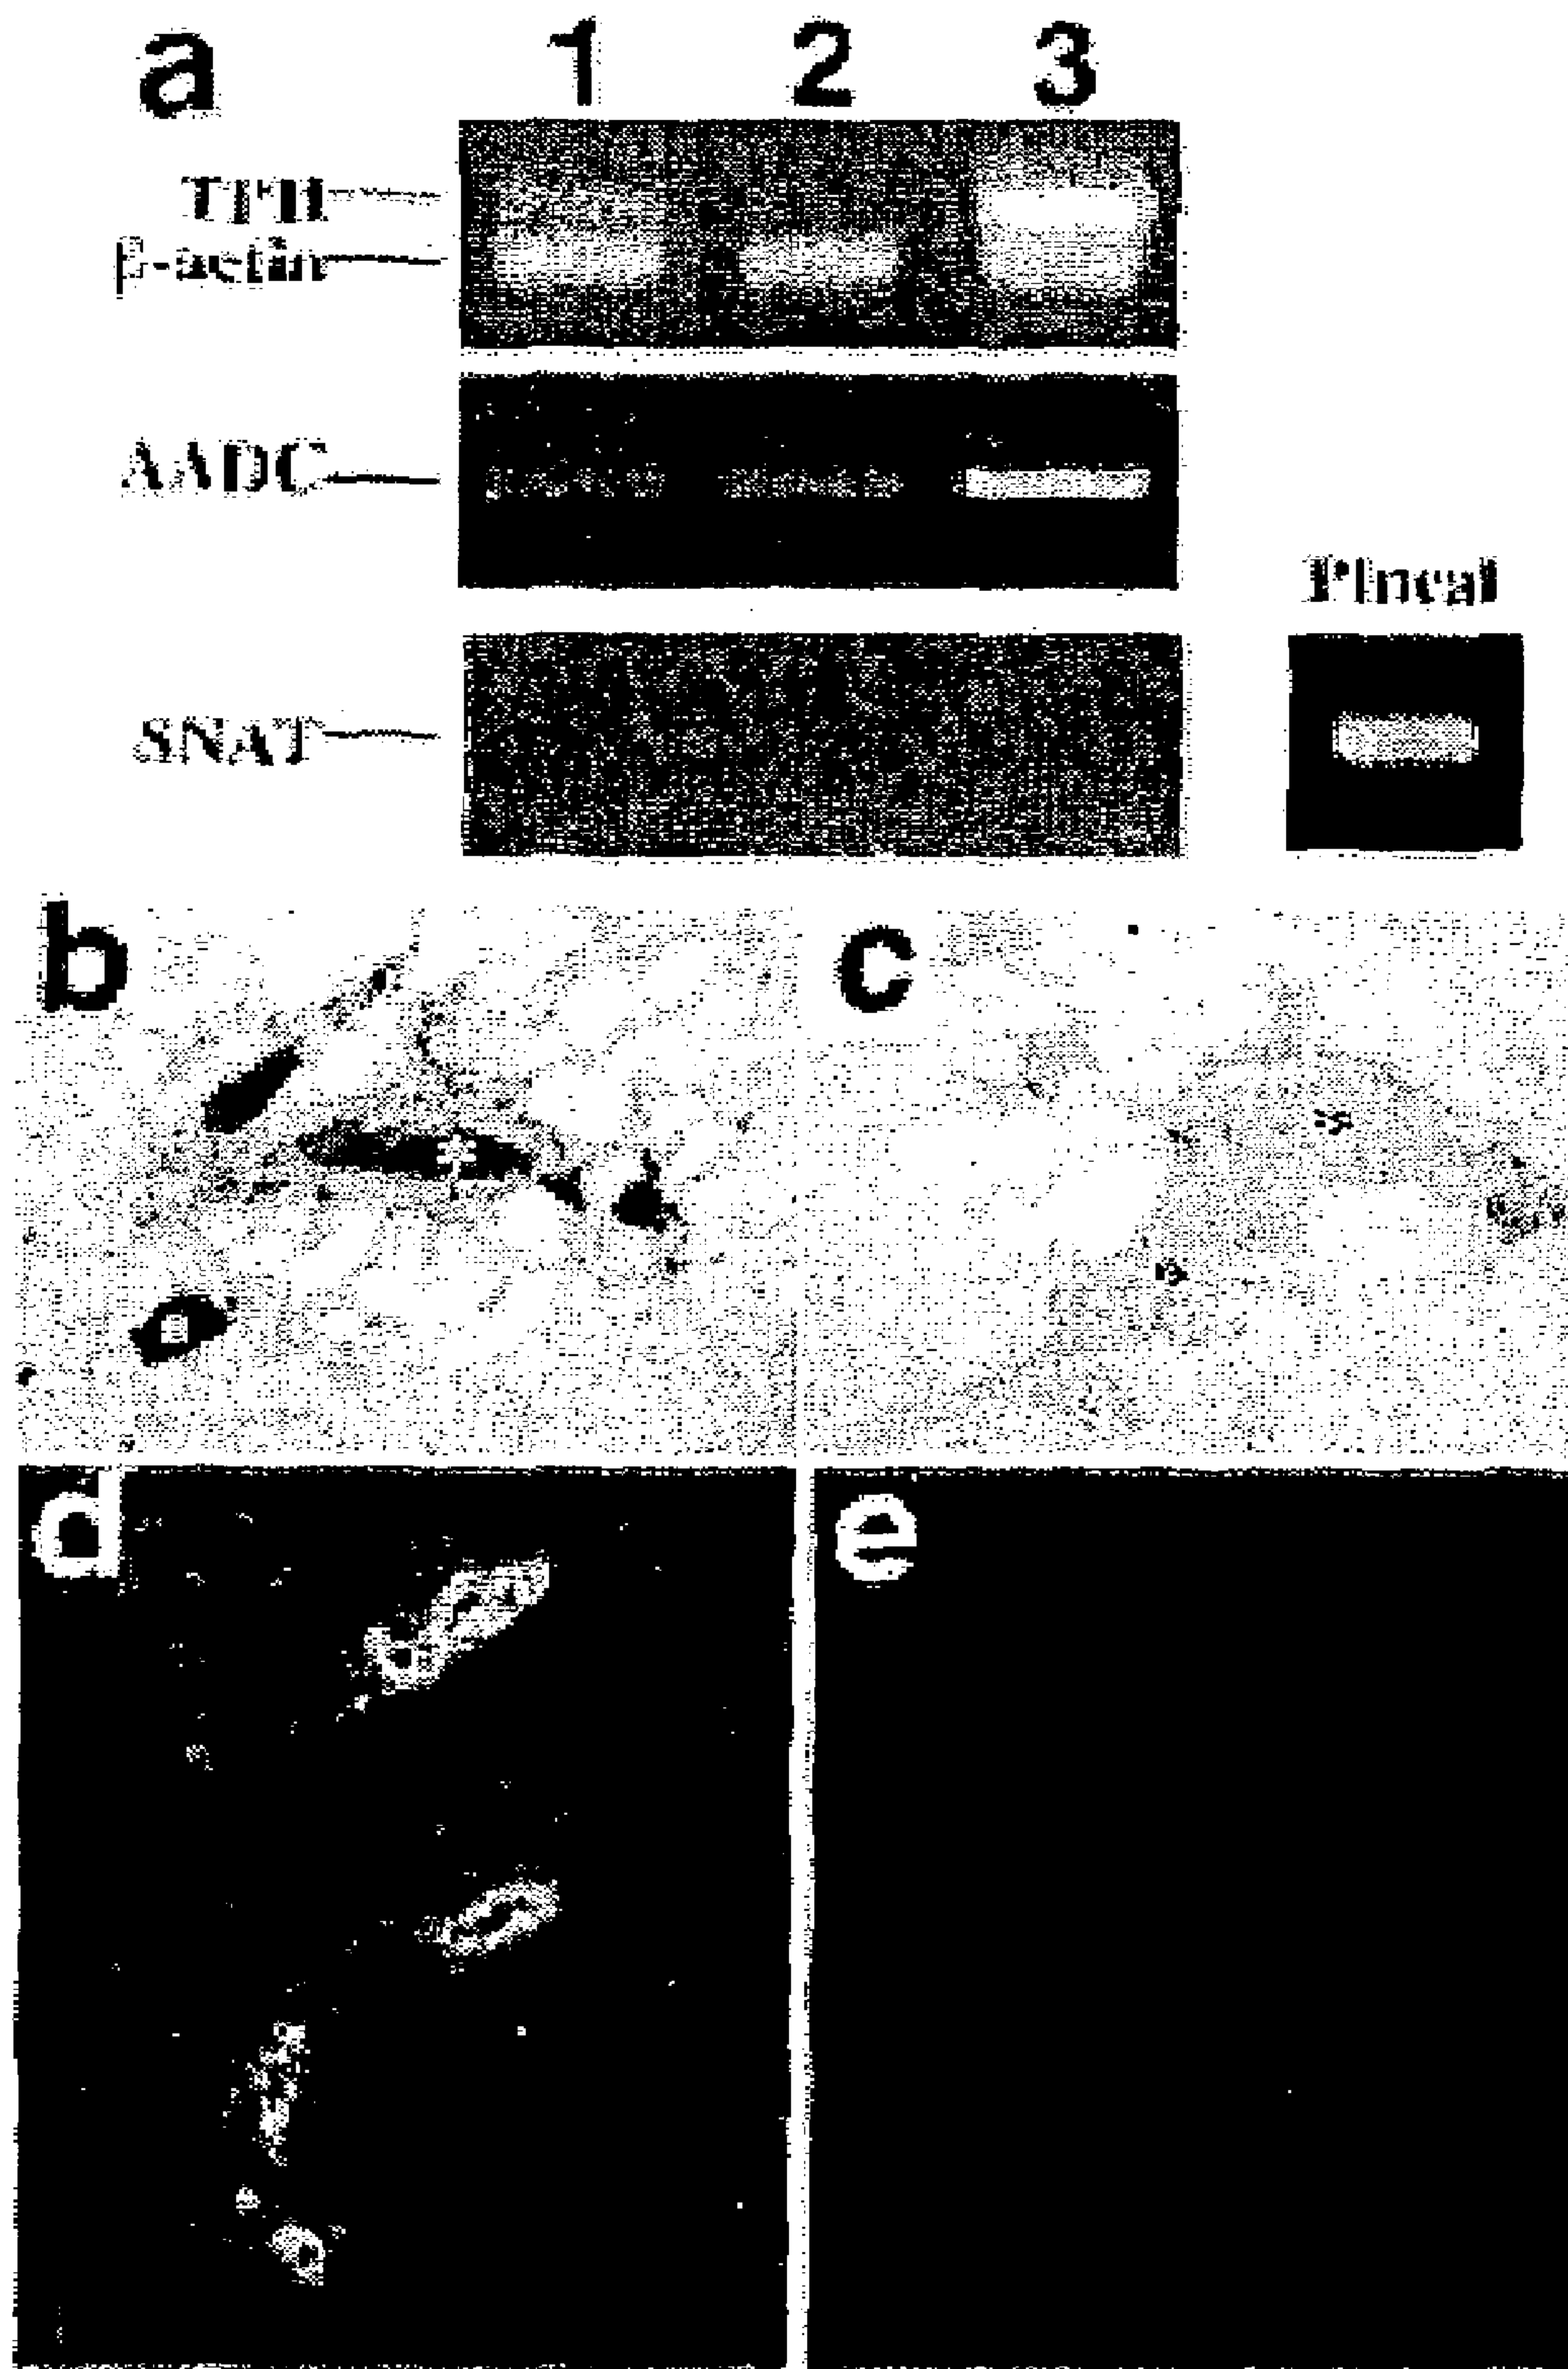 a 1 2 3
TPH
β-actin
AADC
Pineal
SNAT
b c
d e